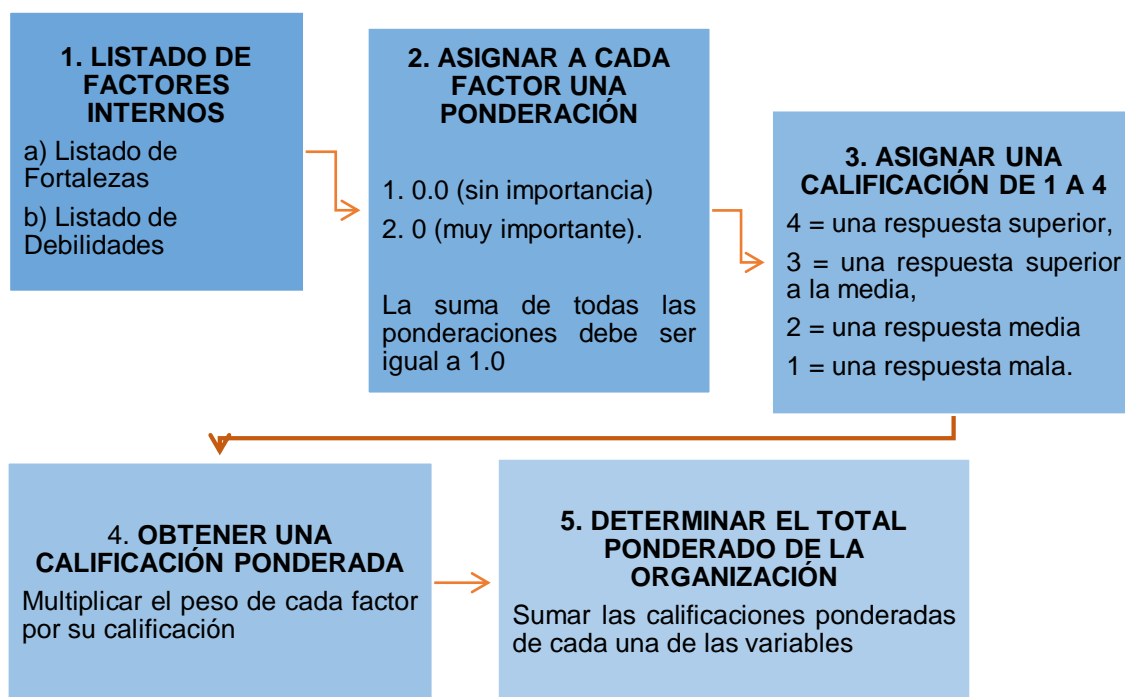 1. LISTADO DE
FACTORES
INTERNOS
a) Listado de
Fortalezas
b) Listado de
Debilidades
2. ASIGNAR A CADA
FACTOR UNA
PONDERACIÓN
1. 0.0 (sin importancia)
2. 0 (muy importante).
La suma de todas las
ponderaciones debe ser
igual a 1.0
3. ASIGNAR UNA
CALIFICACIÓN DE 1 A 4
4 = una respuesta superior,
3 = una respuesta superior
a la media,
2 = una respuesta media
1 = una respuesta mala.
4. OBTENER UNA
CALIFICACIÓN PONDERADA
Multiplicar el peso de cada factor
por su calificación
5. DETERMINAR EL TOTAL
PONDERADO DE LA
ORGANIZACIÓN
Sumar las calificaciones ponderadas
de cada una de las variables